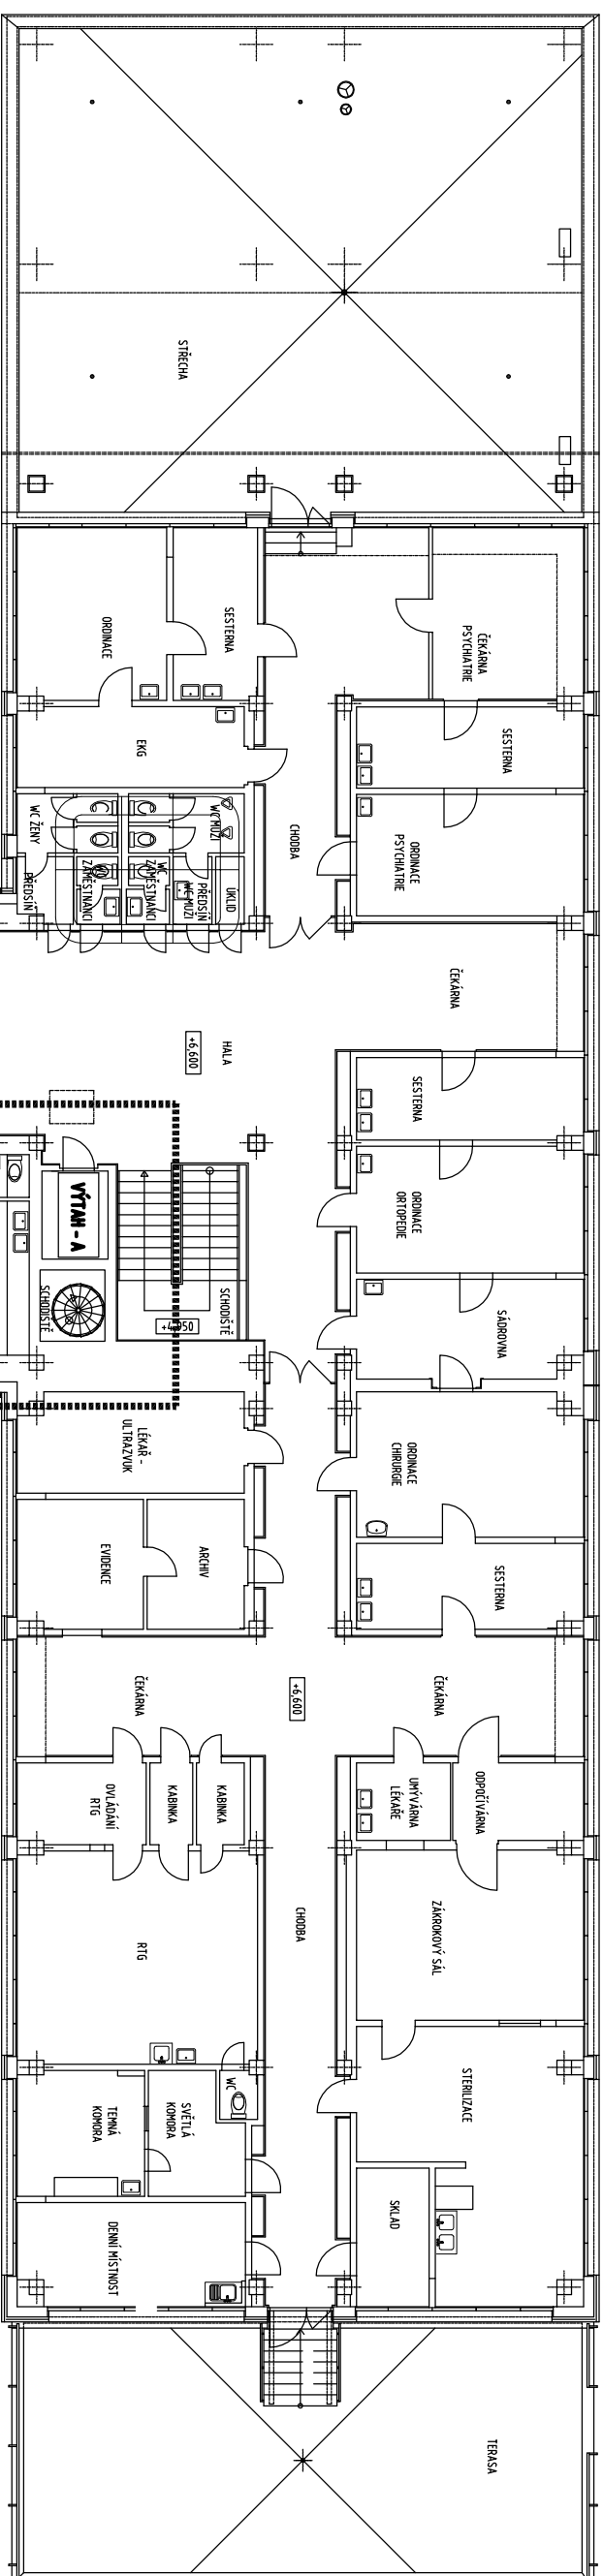 STŘECHA
ORDINACE
SESTERNA
ČEKÁRNA
PSYCHIATRIE
SESTERNA
EKG
ORDINACE
PSYCHIATRIE
CHODBA
WC ŽENY
WC MUŽI
PŘEDSÍŇ
WC
ZAMĚSTNANCI
WC
ZAMĚSTNANCI
PŘEDSÍŇ
WC MUŽI
ÚKLID
ČEKÁRNA
HALA
+6,600
SESTERNA
VÝTAH - A
ORDINACE
ORTOPEDIE
SCHODIŠTĚ
SCHODIŠTĚ
+4,950
SÁDROVNA
LÉKAŘ -
ULTRAZVUK
ORDINACE
CHIRURGIE
EVIDENCE
ARCHIV
SESTERNA
ČEKÁRNA
+6,600
ČEKÁRNA
OVLÁDÁNÍ
RTG
KABINKA
KABINKA
UMÝVÁRNA
LÉKAŘE
ODPOČÍVÁRNA
RTG
CHODBA
ZÁKROKOVÝ SÁL
TEMNÁ
KOMORA
SVĚTLÁ
KOMORA
WC
STERILIZACE
SKLAD
DENNÍ MÍSTNOST
TERASA